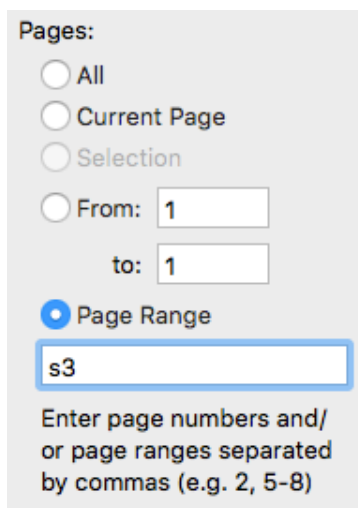 Pages:
All
Current Page
Selection
From: 1
to: 1
Page Range
s3
Enter page numbers and/
or page ranges separated
by commas (e.g. 2, 5-8)